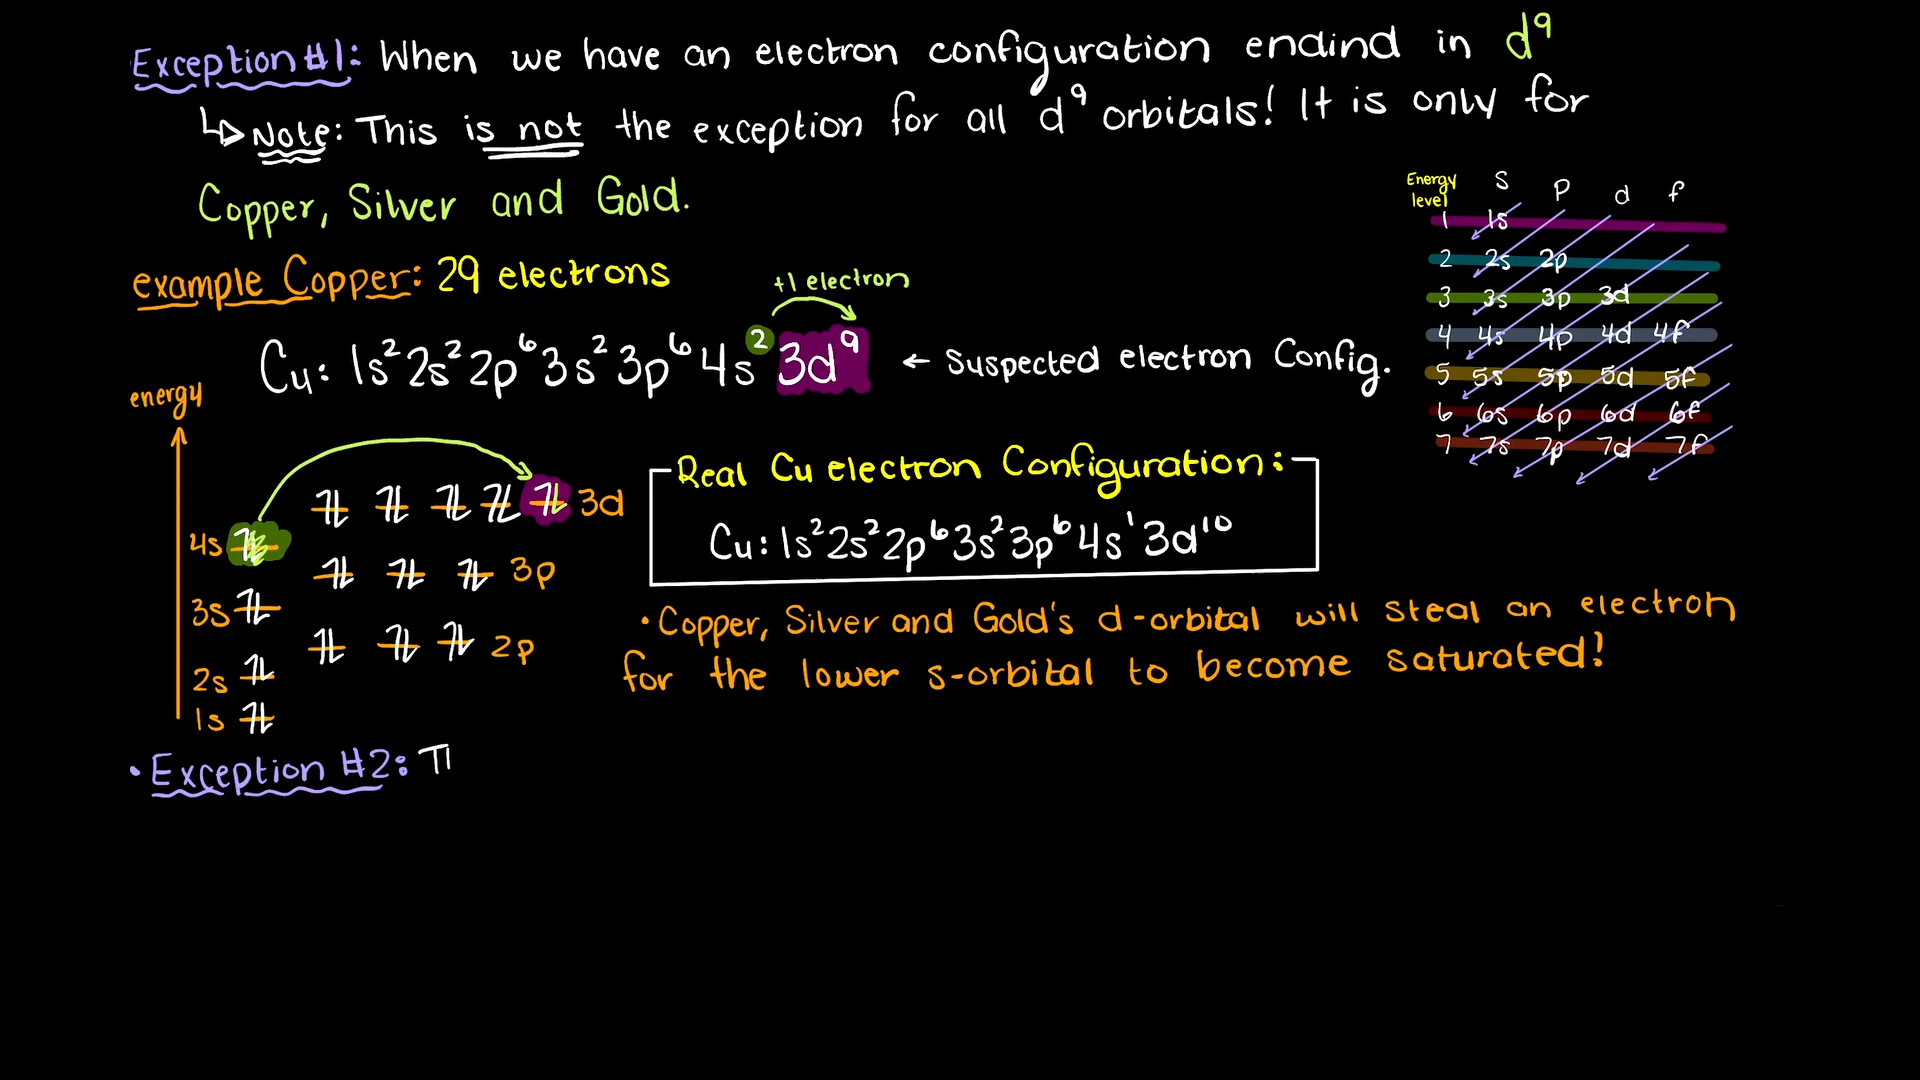 Exception #1: When we have an electron configuration endind in d⁹
↳ Note: This is not the exception for all d⁹ orbitals! It is only for
Copper, Silver and Gold.
example Copper: 29 electrons
+1 electron
Cu: 1s²2s²2p⁶3s²3p⁶4s²3d⁹ ← Suspected electron Config.
Energy level s p d f
1 1s
2 2s 2p
3 3s 3p 3d
4 4s 4p 4d 4f
5 5s 5p 5d 5f
6 6s 6p 6d 6f
7 7s 7p 7d 7f
energy
3d
4s
3p
3s
2p
2s
1s
Real Cu electron Configuration:
Cu: 1s²2s²2p⁶3s²3p⁶4s¹3d¹⁰
• Copper, Silver and Gold's d-orbital will steal an electron
for the lower s-orbital to become saturated!
• Exception #2: